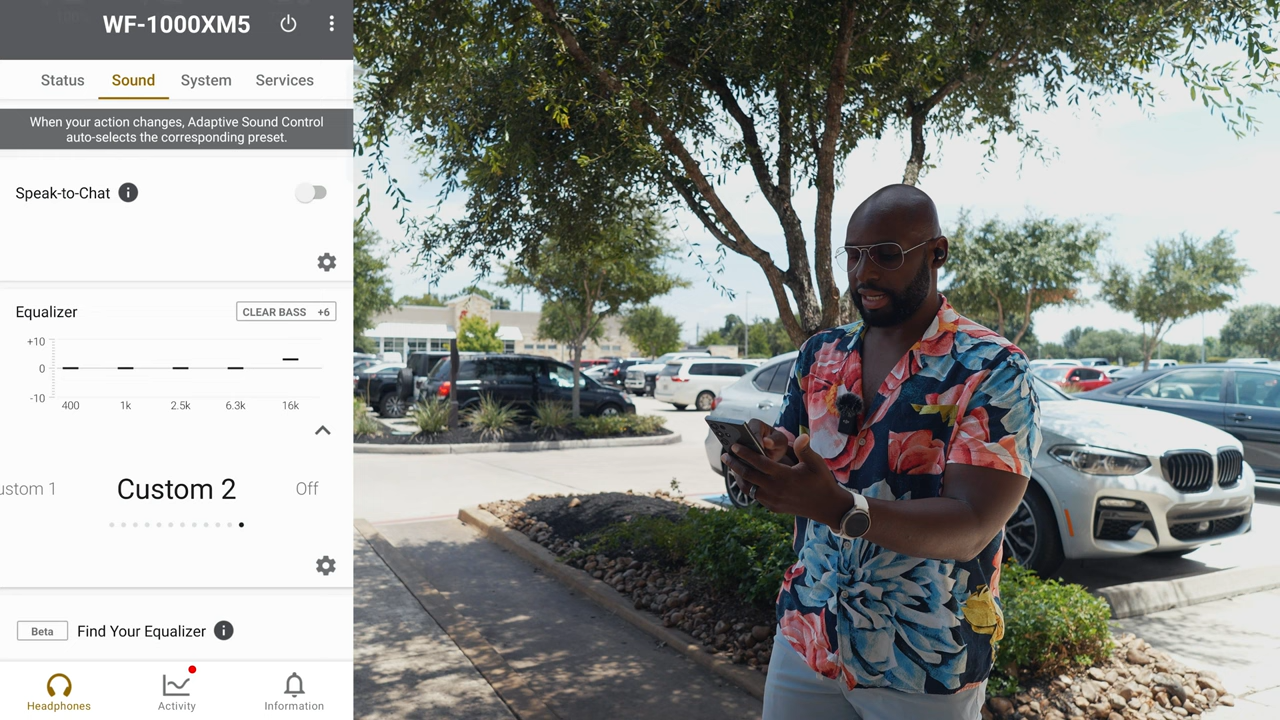 WF-1000XM5
Status Sound System Services
When your action changes, Adaptive Sound Control
auto-selects the corresponding preset.
Speak-to-Chat
Equalizer CLEAR BASS +6
+10
0
-10
400 1k 2.5k 6.3k 16k
ustom 1 Custom 2 Off
Beta Find Your Equalizer
Headphones Activity Information